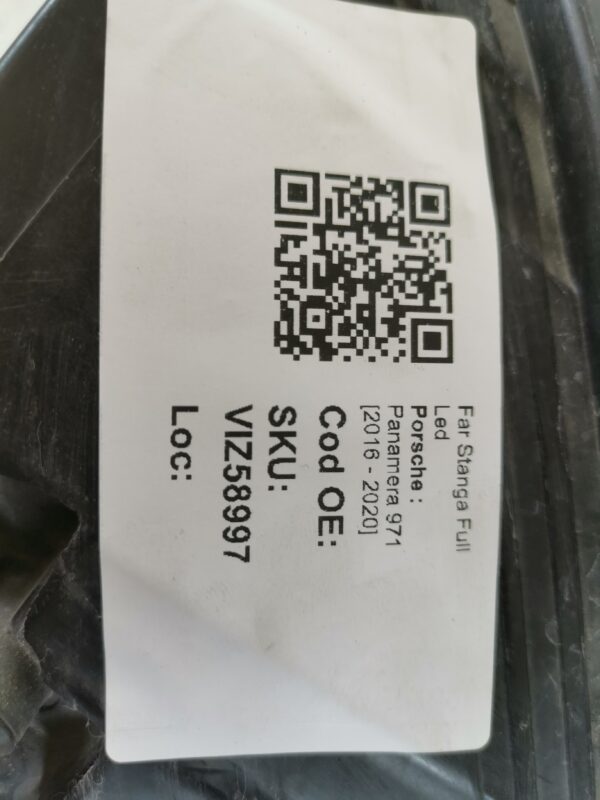 Far Stanga Full
Led
Porsche :
Panamera 971
[2016 - 2020]
Cod OE:
SKU:
VIZ58997
Loc: